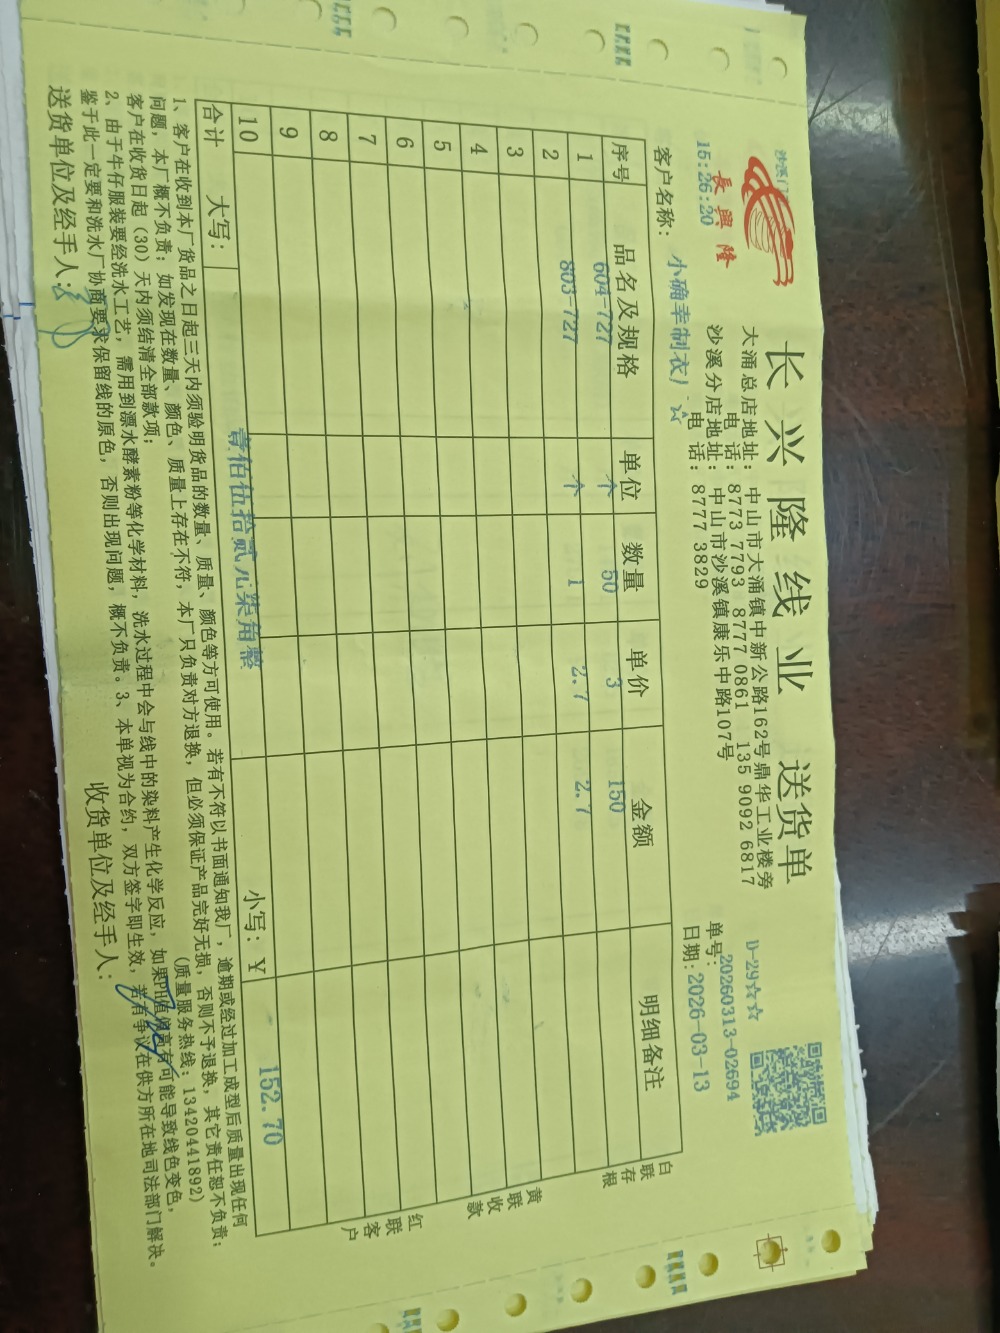 長興隆
长兴隆线业 送货单
沙溪门
15:26:20
D-29☆☆
大涌总店地址: 中山市大涌镇中新公路162号鼎华工业楼旁
电 话: 8773 7793 8777 0861 135 9092 6817
沙溪分店地址: 中山市沙溪镇康乐中路107号
电 话: 8777 3829
单号: 20260313-02694
日期: 2026-03-13
客户名称: 小确幸制衣厂 ☆
序号 品名及规格 单位 数量 单价 金额 明细备注
1 604-727 个 50 3 150
2 803-727 个 1 2.7 2.7
3
4
5
6
7
8
9
10
合计 大写: 壹佰伍拾贰元柒角整 小写: ¥ 152.70
白联存根
黄联收款
红联客户
1、客户在收到本厂货品之日起三天内须验明货品的数量、质量、颜色等方可使用。若有不符以书面通知我厂，逾期或经过加工成型后质量出现任何
问题，本厂概不负责；如发现在数量、颜色、质量上存在不符，本厂只负责对方退换，但必须保证产品完好无损，否则不予退换，其它责任恕不负责；
客户在收货日起（30）天内须结清全部款项； (质量服务热线: 13420441892)
2、由于牛仔服装要经洗水工艺，需用到漂水酵素粉等化学材料，洗水过程中会与线中的染料产生化学反应，如果PH值偏高有可能导致线色变色，
鉴于此一定要和洗水厂协商要求保留线的原色，否则出现问题，概不负责。3、本单视为合约，双方签字即生效，若有争议在供方所在地司法部门解决。
送货单位及经手人: 收货单位及经手人: